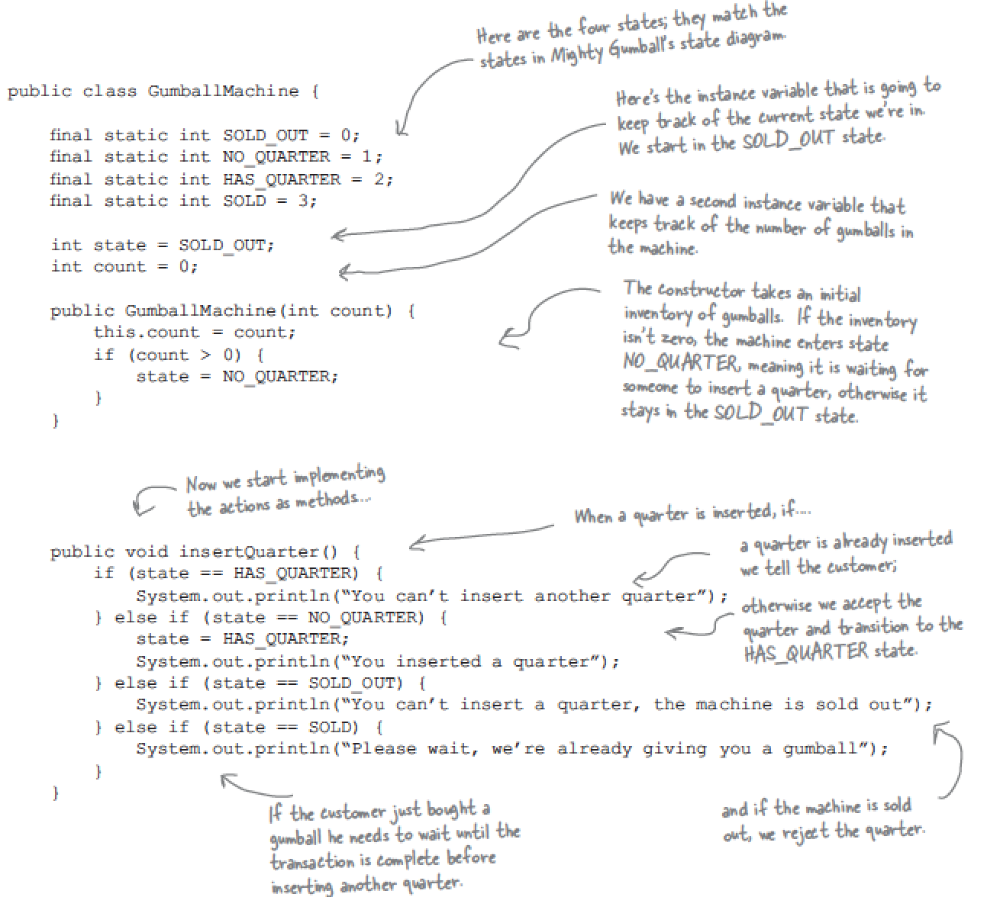 Here are the four states; they match the
states in Mighty Gumball's state diagram.
public class GumballMachine {
Here's the instance variable that is going to
keep track of the current state we're in.
We start in the SOLD_OUT state.
final static int SOLD_OUT = 0;
final static int NO_QUARTER = 1;
final static int HAS_QUARTER = 2;
final static int SOLD = 3;
We have a second instance variable that
keeps track of the number of gumballs in
the machine.
int state = SOLD_OUT;
int count = 0;
The constructor takes an initial
inventory of gumballs. If the inventory
isn't zero, the machine enters state
NO_QUARTER, meaning it is waiting for
someone to insert a quarter, otherwise it
stays in the SOLD_OUT state.
public GumballMachine(int count) {
this.count = count;
if (count > 0) {
state = NO_QUARTER;
}
}
Now we start implementing
the actions as methods....
When a quarter is inserted, if....
public void insertQuarter() {
a quarter is already inserted
we tell the customer;
if (state == HAS_QUARTER) {
System.out.println(“You can’t insert another quarter”);
otherwise we accept the
quarter and transition to the
HAS_QUARTER state.
} else if (state == NO_QUARTER) {
state = HAS_QUARTER;
System.out.println(“You inserted a quarter”);
} else if (state == SOLD_OUT) {
System.out.println(“You can’t insert a quarter, the machine is sold out”);
} else if (state == SOLD) {
System.out.println(“Please wait, we’re already giving you a gumball”);
}
}
If the customer just bought a
gumball he needs to wait until the
transaction is complete before
inserting another quarter.
and if the machine is sold
out, we reject the quarter.